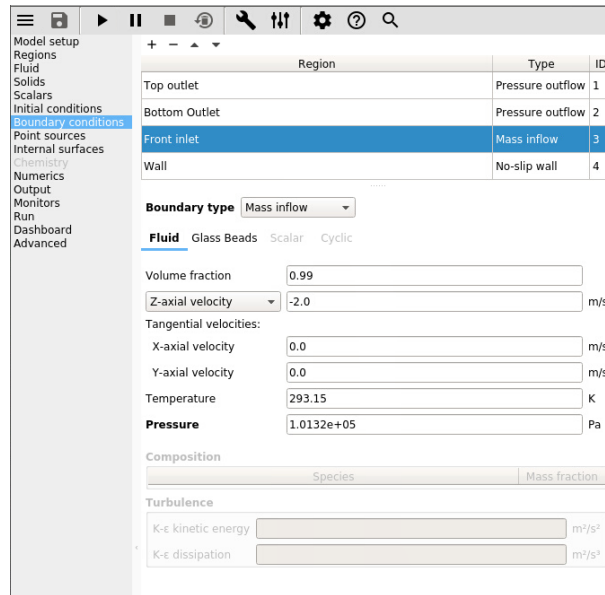 Model setup
Regions
Fluid
Solids
Scalars
Initial conditions
Boundary conditions
Point sources
Internal surfaces
Chemistry
Numerics
Output
Monitors
Run
Dashboard
Advanced
Region Type ID
Top outlet Pressure outflow 1
Bottom Outlet Pressure outflow 2
Front inlet Mass inflow 3
Wall No-slip wall 4
Boundary type Mass inflow
Fluid Glass Beads Scalar Cyclic
Volume fraction 0.99
Z-axial velocity -2.0 m/s
Tangential velocities:
X-axial velocity 0.0 m/s
Y-axial velocity 0.0 m/s
Temperature 293.15 K
Pressure 1.0132e+05 Pa
Composition
Species Mass fraction
Turbulence
K-ε kinetic energy m²/s²
K-ε dissipation m²/s³